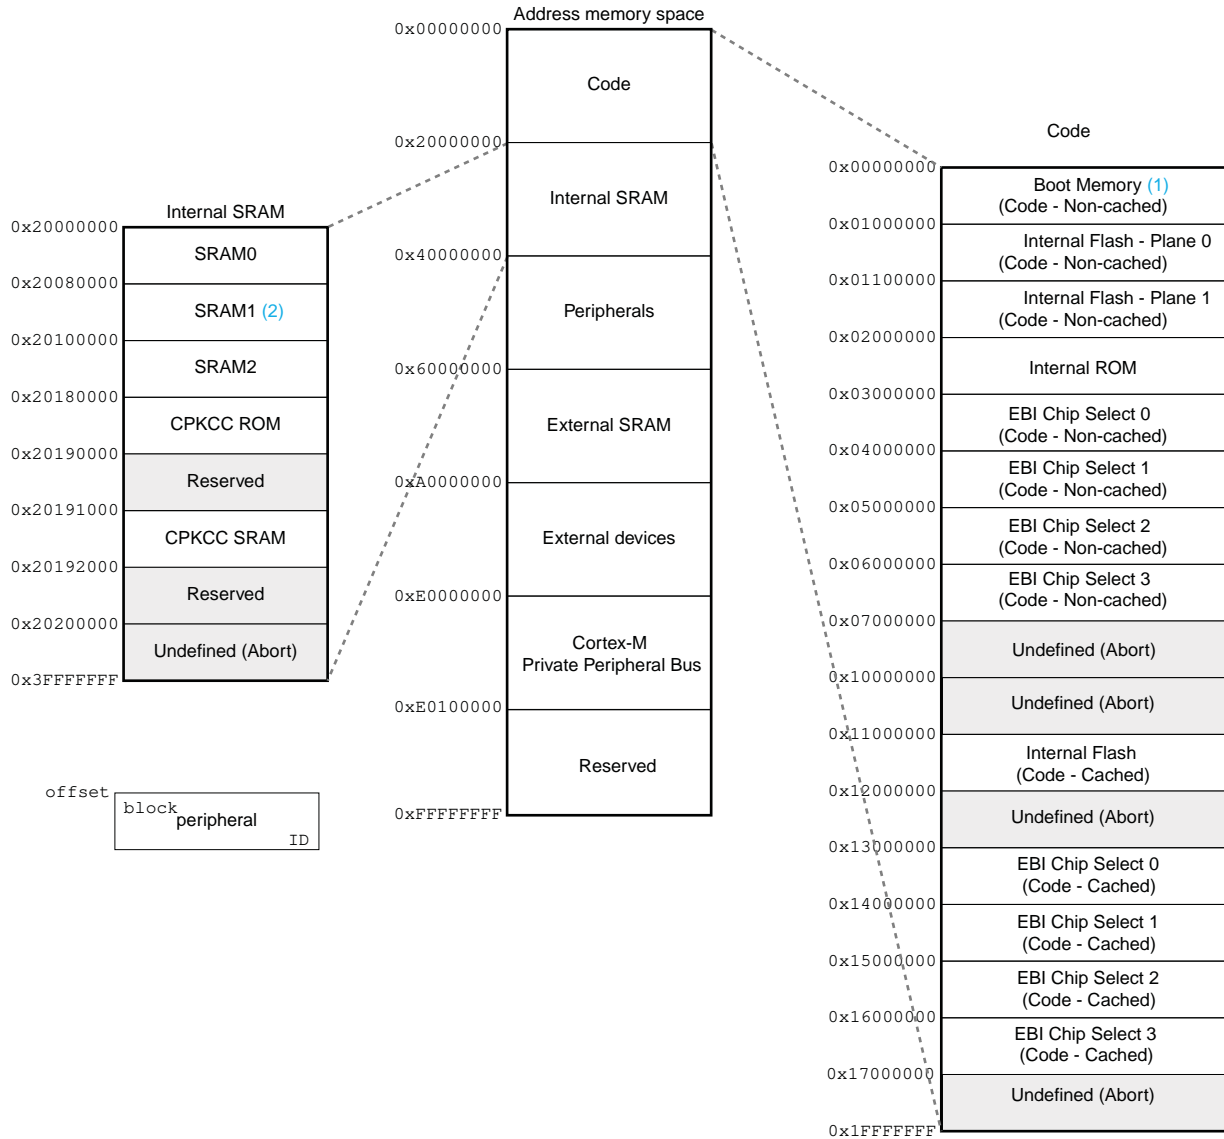 Address memory space
0x00000000
Code
0x20000000
Internal SRAM
0x40000000
Peripherals
0x60000000
External SRAM
0xA0000000
External devices
0xE0000000
Cortex-M
Private Peripheral Bus
0xE0100000
Reserved
0xFFFFFFFF
Internal SRAM
0x20000000
SRAM0
0x20080000
SRAM1 (2)
0x20100000
SRAM2
0x20180000
CPKCC ROM
0x20190000
Reserved
0x20191000
CPKCC SRAM
0x20192000
Reserved
0x20200000
Undefined (Abort)
0x3FFFFFFF
offset
block
peripheral
ID
Code
0x00000000
Boot Memory (1)
(Code - Non-cached)
0x01000000
Internal Flash - Plane 0
(Code - Non-cached)
0x01100000
Internal Flash - Plane 1
(Code - Non-cached)
0x02000000
Internal ROM
0x03000000
EBI Chip Select 0
(Code - Non-cached)
0x04000000
EBI Chip Select 1
(Code - Non-cached)
0x05000000
EBI Chip Select 2
(Code - Non-cached)
0x06000000
EBI Chip Select 3
(Code - Non-cached)
0x07000000
Undefined (Abort)
0x10000000
Undefined (Abort)
0x11000000
Internal Flash
(Code - Cached)
0x12000000
Undefined (Abort)
0x13000000
EBI Chip Select 0
(Code - Cached)
0x14000000
EBI Chip Select 1
(Code - Cached)
0x15000000
EBI Chip Select 2
(Code - Cached)
0x16000000
EBI Chip Select 3
(Code - Cached)
0x17000000
Undefined (Abort)
0x1FFFFFFF